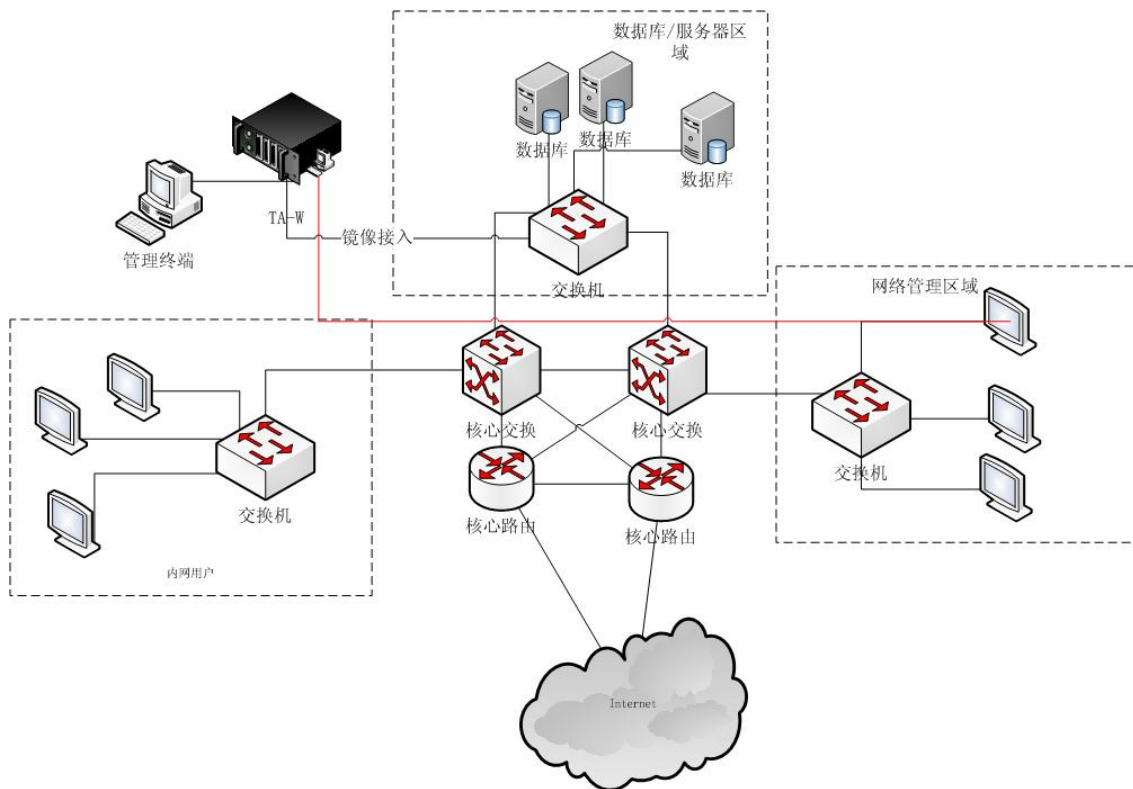 数据库/服务器区
域
数据库
数据库
数据库
TA-W
镜像接入
管理终端
交换机
网络管理区域
核心交换
核心交换
交换机
交换机
核心路由
核心路由
内网用户
Internet